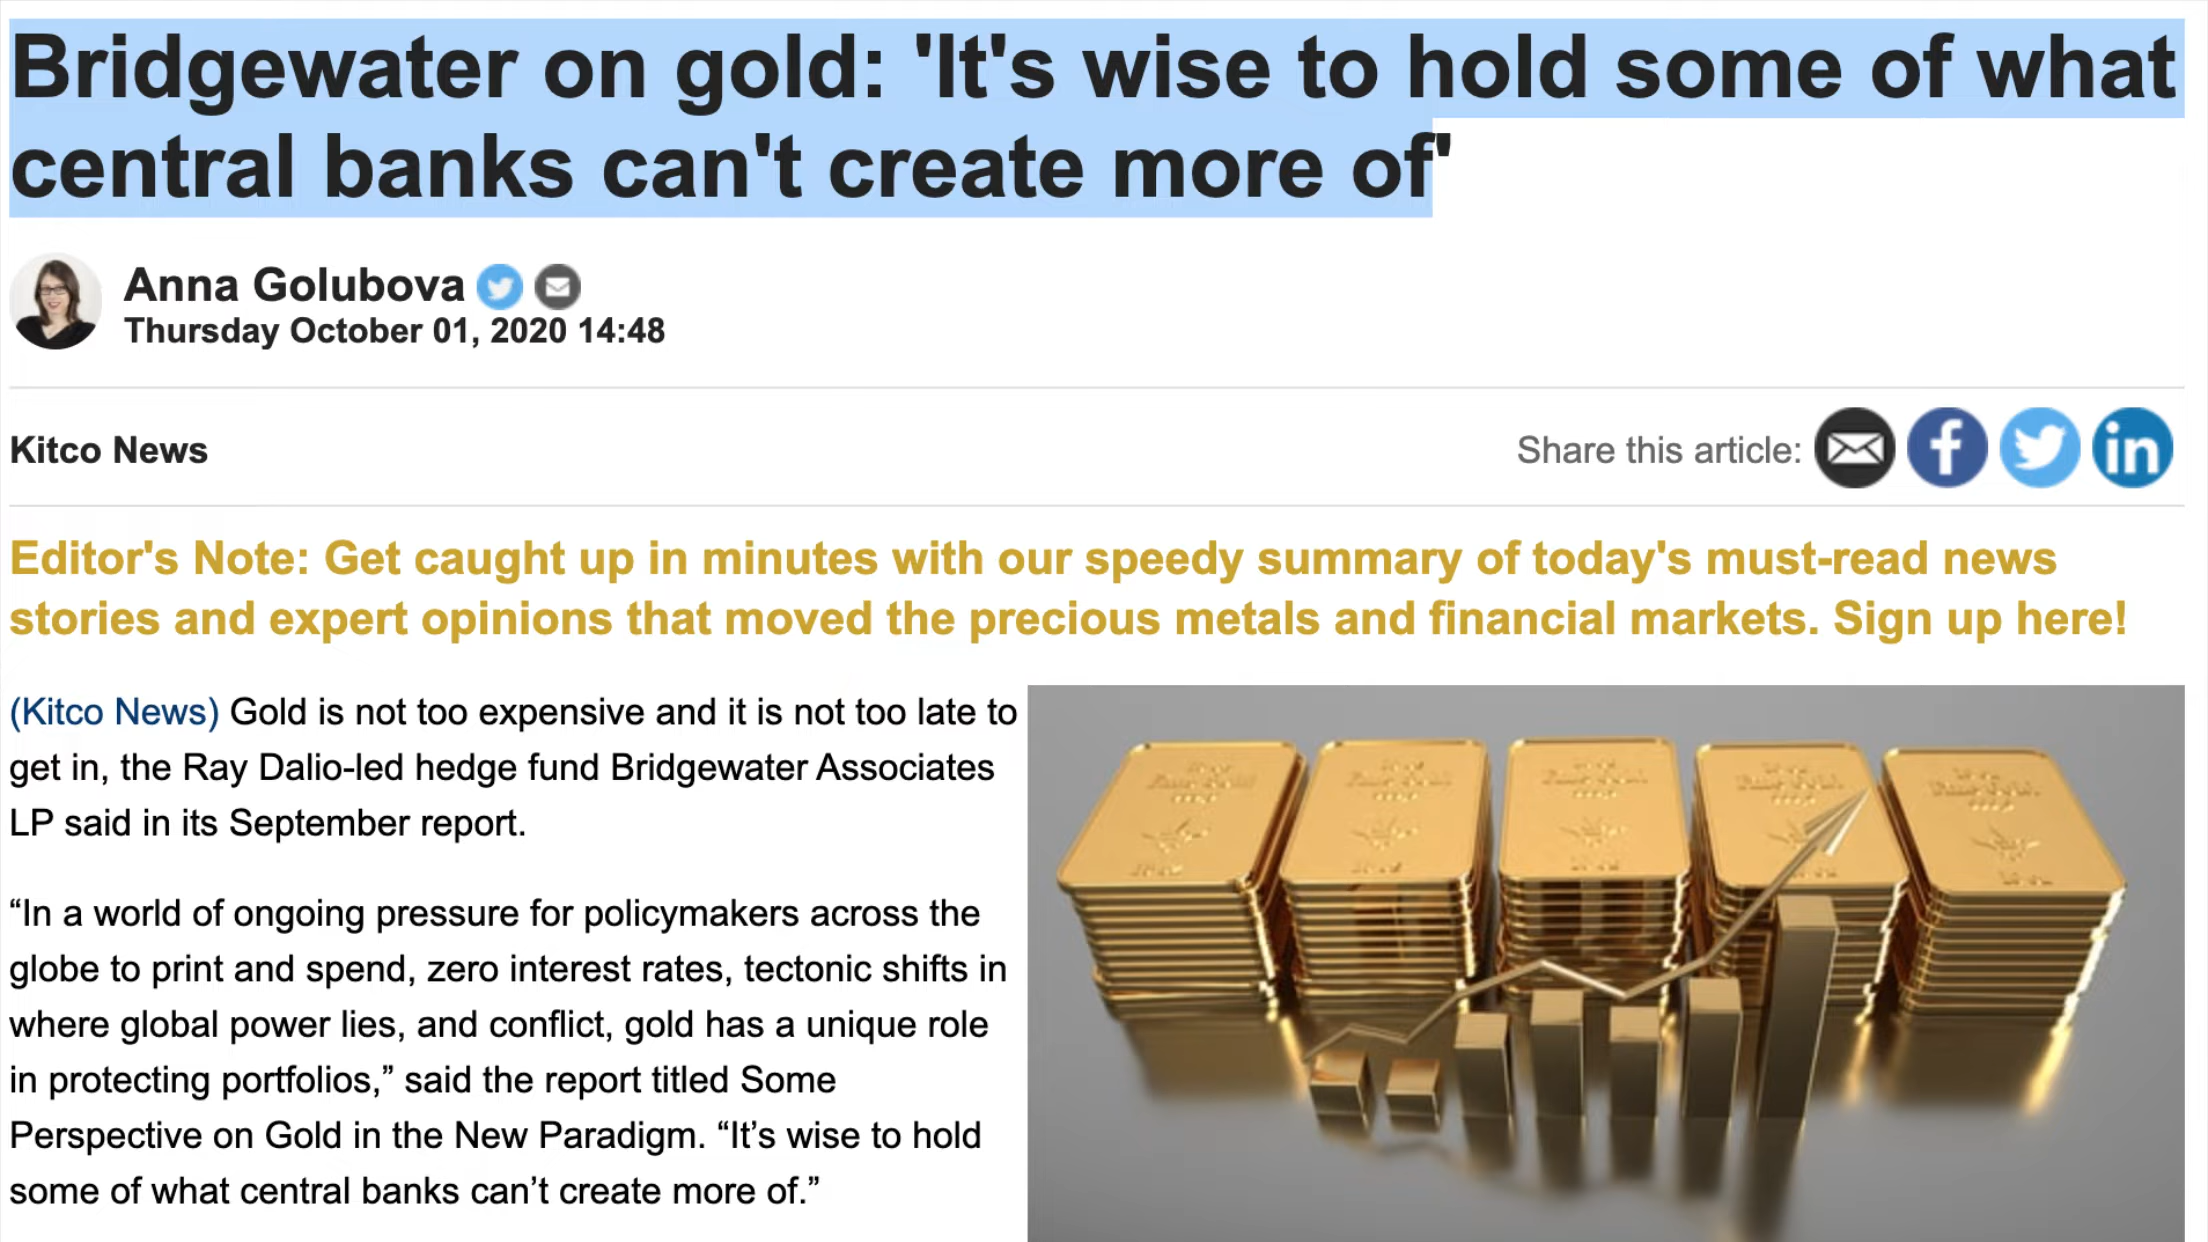 Bridgewater on gold: 'It's wise to hold some of what
central banks can't create more of'
Anna Golubova
Thursday October 01, 2020 14:48
Kitco News
Share this article:
f
in
Editor's Note: Get caught up in minutes with our speedy summary of today's must-read news
stories and expert opinions that moved the precious metals and financial markets. Sign up here!
(Kitco News) Gold is not too expensive and it is not too late to
get in, the Ray Dalio-led hedge fund Bridgewater Associates
LP said in its September report.
“In a world of ongoing pressure for policymakers across the
globe to print and spend, zero interest rates, tectonic shifts in
where global power lies, and conflict, gold has a unique role
in protecting portfolios,” said the report titled Some
Perspective on Gold in the New Paradigm. “It’s wise to hold
some of what central banks can’t create more of.”